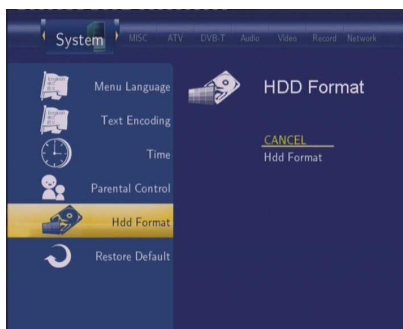 System MISC ATV DVB-T Audio Video Record Network
Menu Language
Text Encoding
Time
Parental Control
Hdd Format
Restore Default
HDD Format
CANCEL
Hdd Format